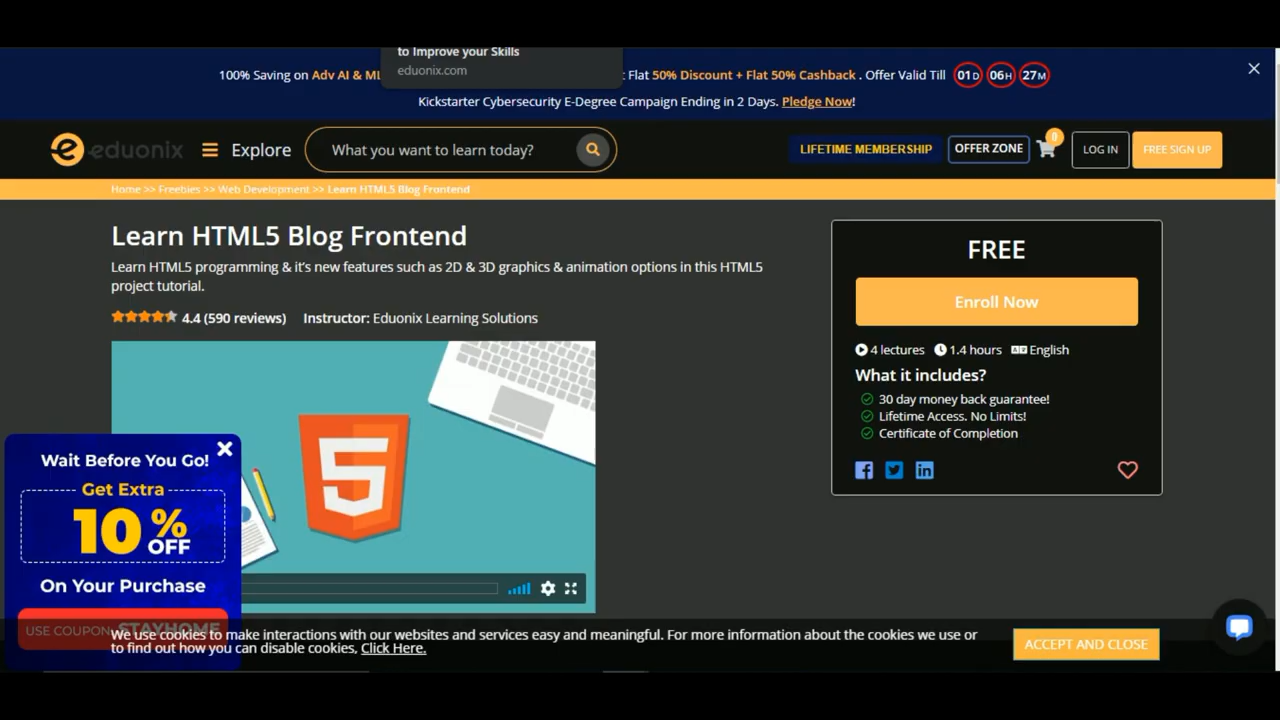 to Improve your Skills
eduonix.com
100% Saving on Adv AI & ML : Flat 50% Discount + Flat 50% Cashback . Offer Valid Till 01D 06H 27M
Kickstarter Cybersecurity E-Degree Campaign Ending in 2 Days. Pledge Now!
eduonix
Explore
What you want to learn today?
LIFETIME MEMBERSHIP
OFFER ZONE
0
LOG IN
FREE SIGN UP
Home >> Freebies >> Web Development >> Learn HTML5 Blog Frontend
Learn HTML5 Blog Frontend
Learn HTML5 programming & it's new features such as 2D & 3D graphics & animation options in this HTML5
project tutorial.
4.4 (590 reviews) Instructor: Eduonix Learning Solutions
5
FREE
Enroll Now
4 lectures 1.4 hours English
What it includes?
30 day money back guarantee!
Lifetime Access. No Limits!
Certificate of Completion
Wait Before You Go!
Get Extra
10% OFF
On Your Purchase
USE COUPON: STAYHOME
We use cookies to make interactions with our websites and services easy and meaningful. For more information about the cookies we use or
to find out how you can disable cookies, Click Here.
ACCEPT AND CLOSE